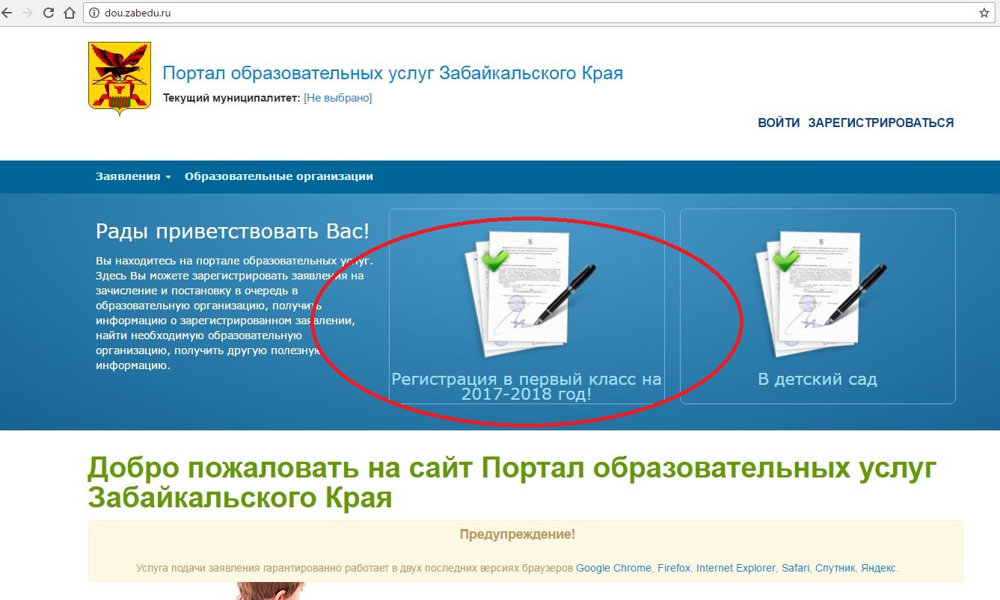 dou.zabedu.ru
Портал образовательных услуг Забайкальского Края
Текущий муниципалитет: [Не выбрано]
ВОЙТИ ЗАРЕГИСТРИРОВАТЬСЯ
Заявления Образовательные организации
Рады приветствовать Вас!
Вы находитесь на портале образовательных услуг.
Здесь Вы можете зарегистрировать заявления на
зачисление и постановку в очередь в
образовательную организацию, получить
информацию о зарегистрированном заявлении,
найти необходимую образовательную
организацию, получить другую полезную
информацию.
Регистрация в первый класс на
2017-2018 год!
В детский сад
Добро пожаловать на сайт Портал образовательных услуг
Забайкальского Края
Предупреждение!
Услуга подачи заявления гарантированно работает в двух последних версиях браузеров Google Chrome, Firefox, Internet Explorer, Safari, Спутник, Яндекс.